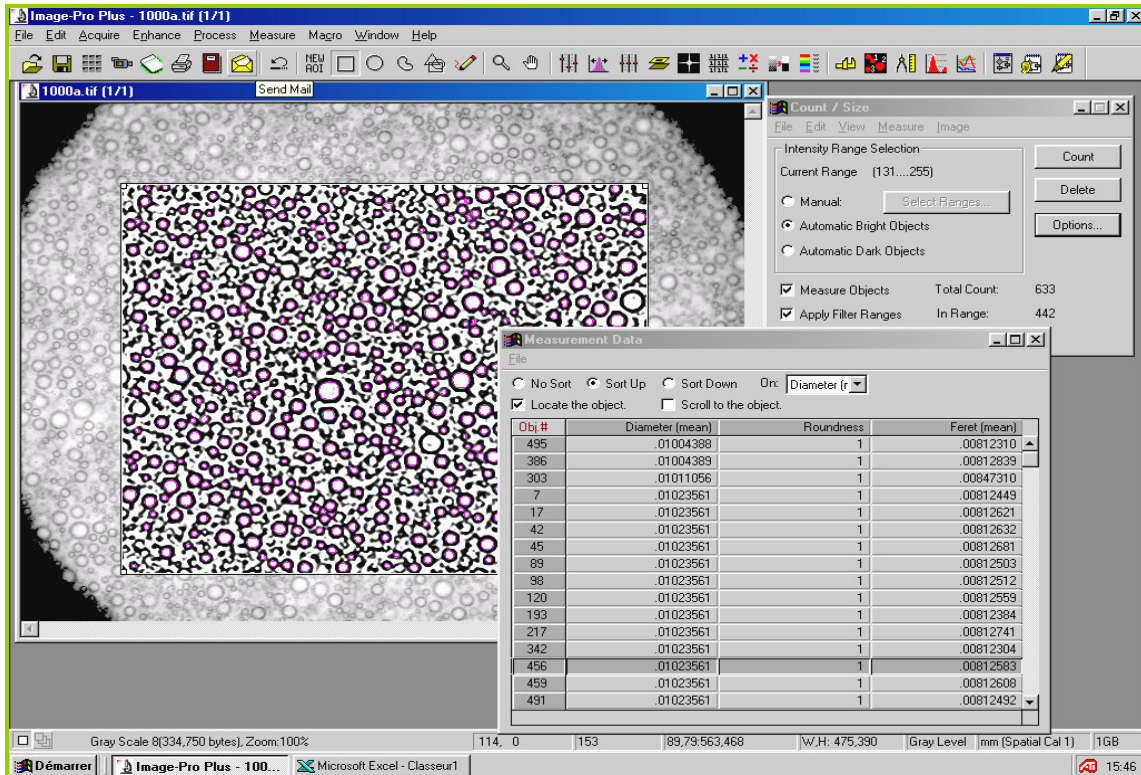 Image-Pro Plus - 1000a.tif (1/1)
File Edit Acquire Enhance Process Measure Macro Window Help
NEW AOI
1000a.tif (1/1)
Send Mail
Count / Size
File Edit View Measure Image
Intensity Range Selection
Current Range (131....255)
Manual: Select Ranges...
Automatic Bright Objects
Automatic Dark Objects
Count
Delete
Options...
Measure Objects Total Count: 633
Apply Filter Ranges In Range: 442
Measurement Data
File
No Sort Sort Up Sort Down On: Diameter (r
Locate the object. Scroll to the object.
Obj.# Diameter (mean) Roundness Feret (mean)
495 .01004388 1 .00812310
386 .01004389 1 .00812839
303 .01011056 1 .00847310
7 .01023561 1 .00812449
17 .01023561 1 .00812621
42 .01023561 1 .00812632
45 .01023561 1 .00812681
89 .01023561 1 .00812503
98 .01023561 1 .00812512
120 .01023561 1 .00812559
193 .01023561 1 .00812384
217 .01023561 1 .00812741
342 .01023561 1 .00812304
456 .01023561 1 .00812583
459 .01023561 1 .00812608
491 .01023561 1 .00812492
Gray Scale 8(334,750 bytes), Zoom:100% 114, 0 153 89,79:563,468 W,H: 475,390 Gray Level mm (Spatial Cal 1) 1GB
Démarrer Image-Pro Plus - 100... Microsoft Excel - Classeur1 15:46